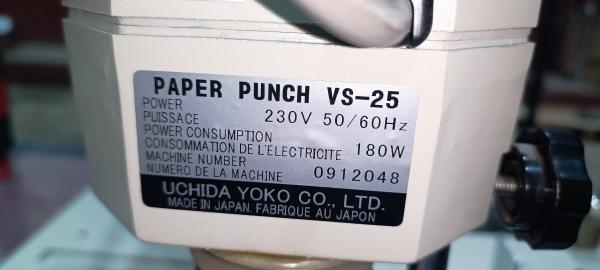 PAPER PUNCH VS-25
POWER
PUISSACE 230V 50/60Hz
POWER CONSUMPTION
CONSOMMATION DE L'ELECTRICITE 180W
MACHINE NUMBER
NUMERO DE LA MACHINE 0912048
UCHIDA YOKO CO., LTD.
MADE IN JAPAN. FABRIQUE AU JAPON